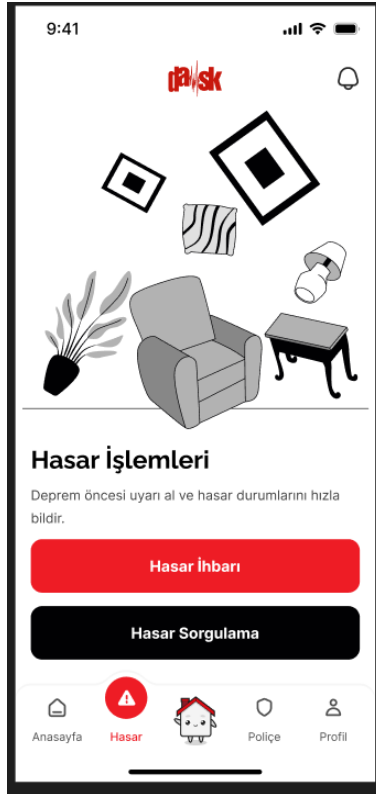 9:41
dask
Hasar İşlemleri
Deprem öncesi uyarı al ve hasar durumlarını hızla
bildir.
Hasar İhbarı
Hasar Sorgulama
Anasayfa Hasar Poliçe Profil